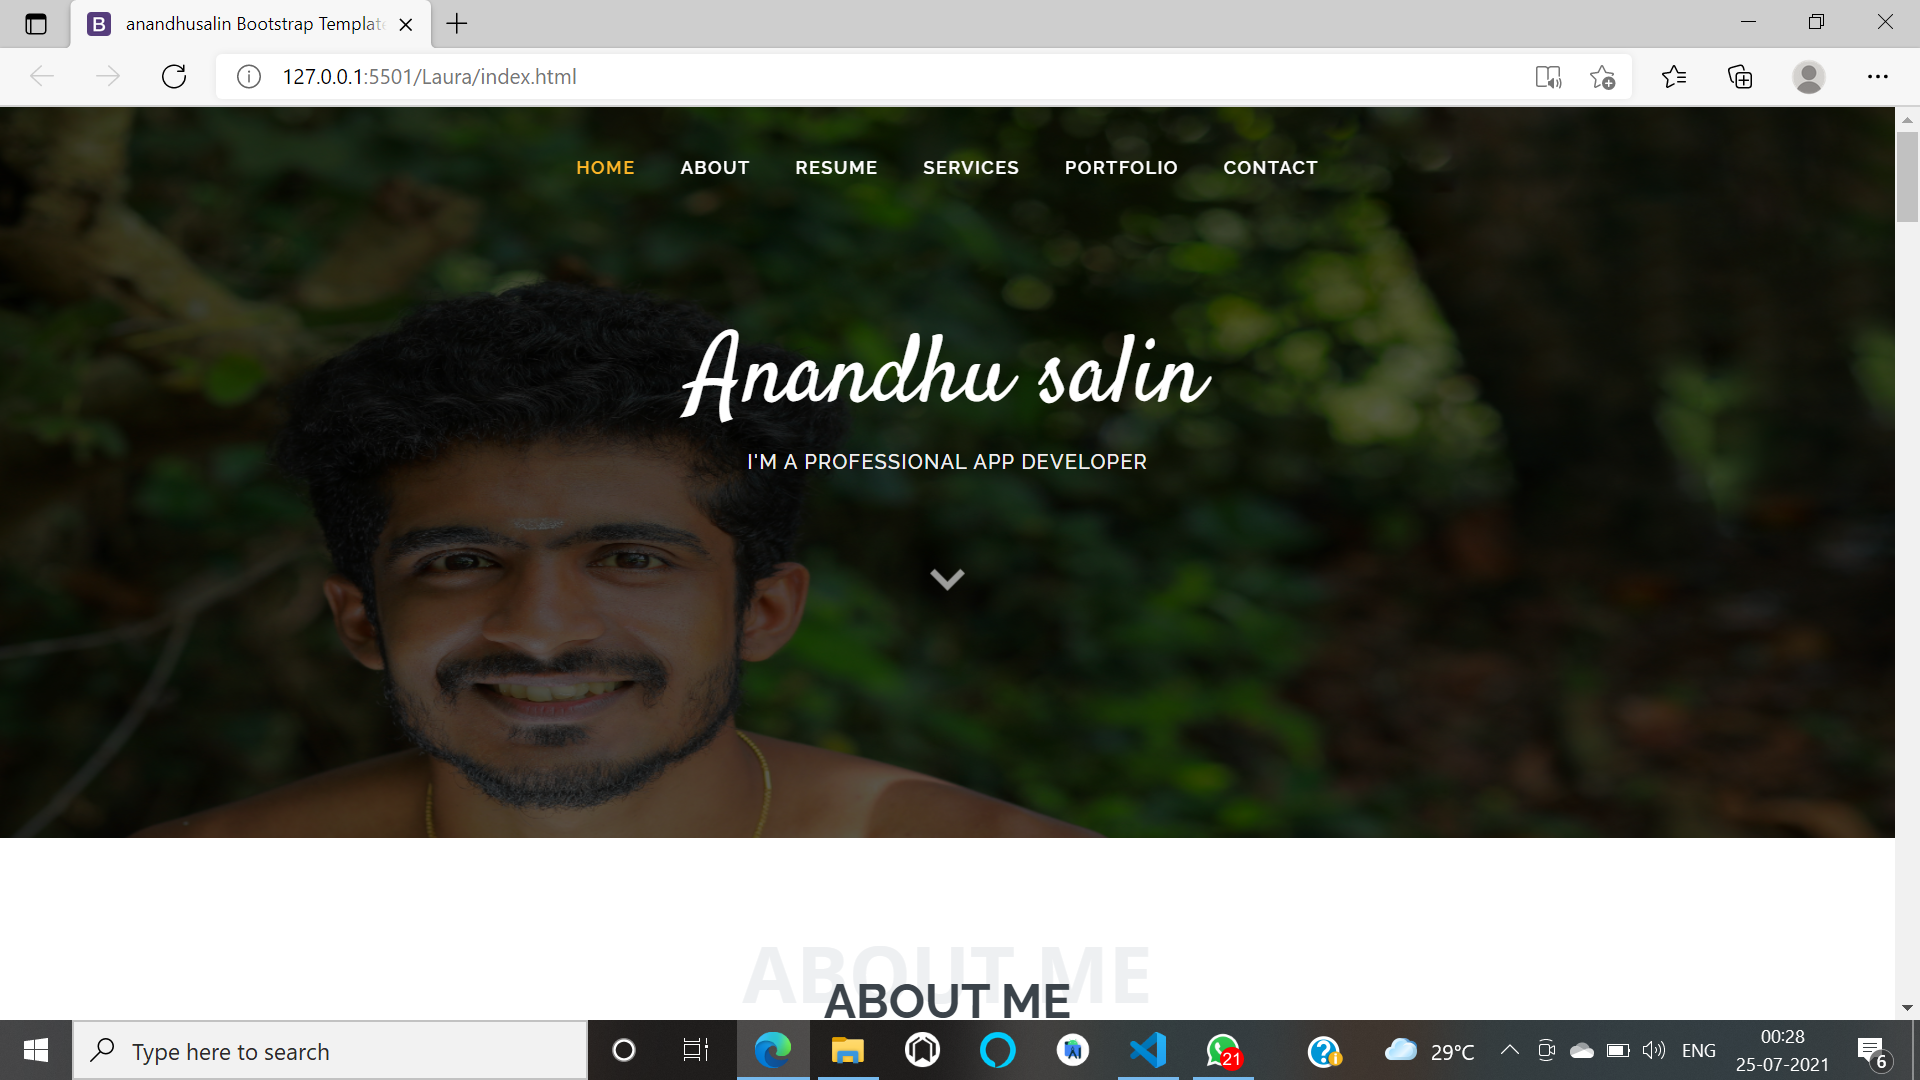 anandhusalin Bootstrap Template
127.0.0.1:5501/Laura/index.html
HOME ABOUT RESUME SERVICES PORTFOLIO CONTACT
Anandhu salin
I'M A PROFESSIONAL APP DEVELOPER
ABOUT ME
ABOUT ME
Type here to search
21
29°C
ENG
00:28
25-07-2021
6